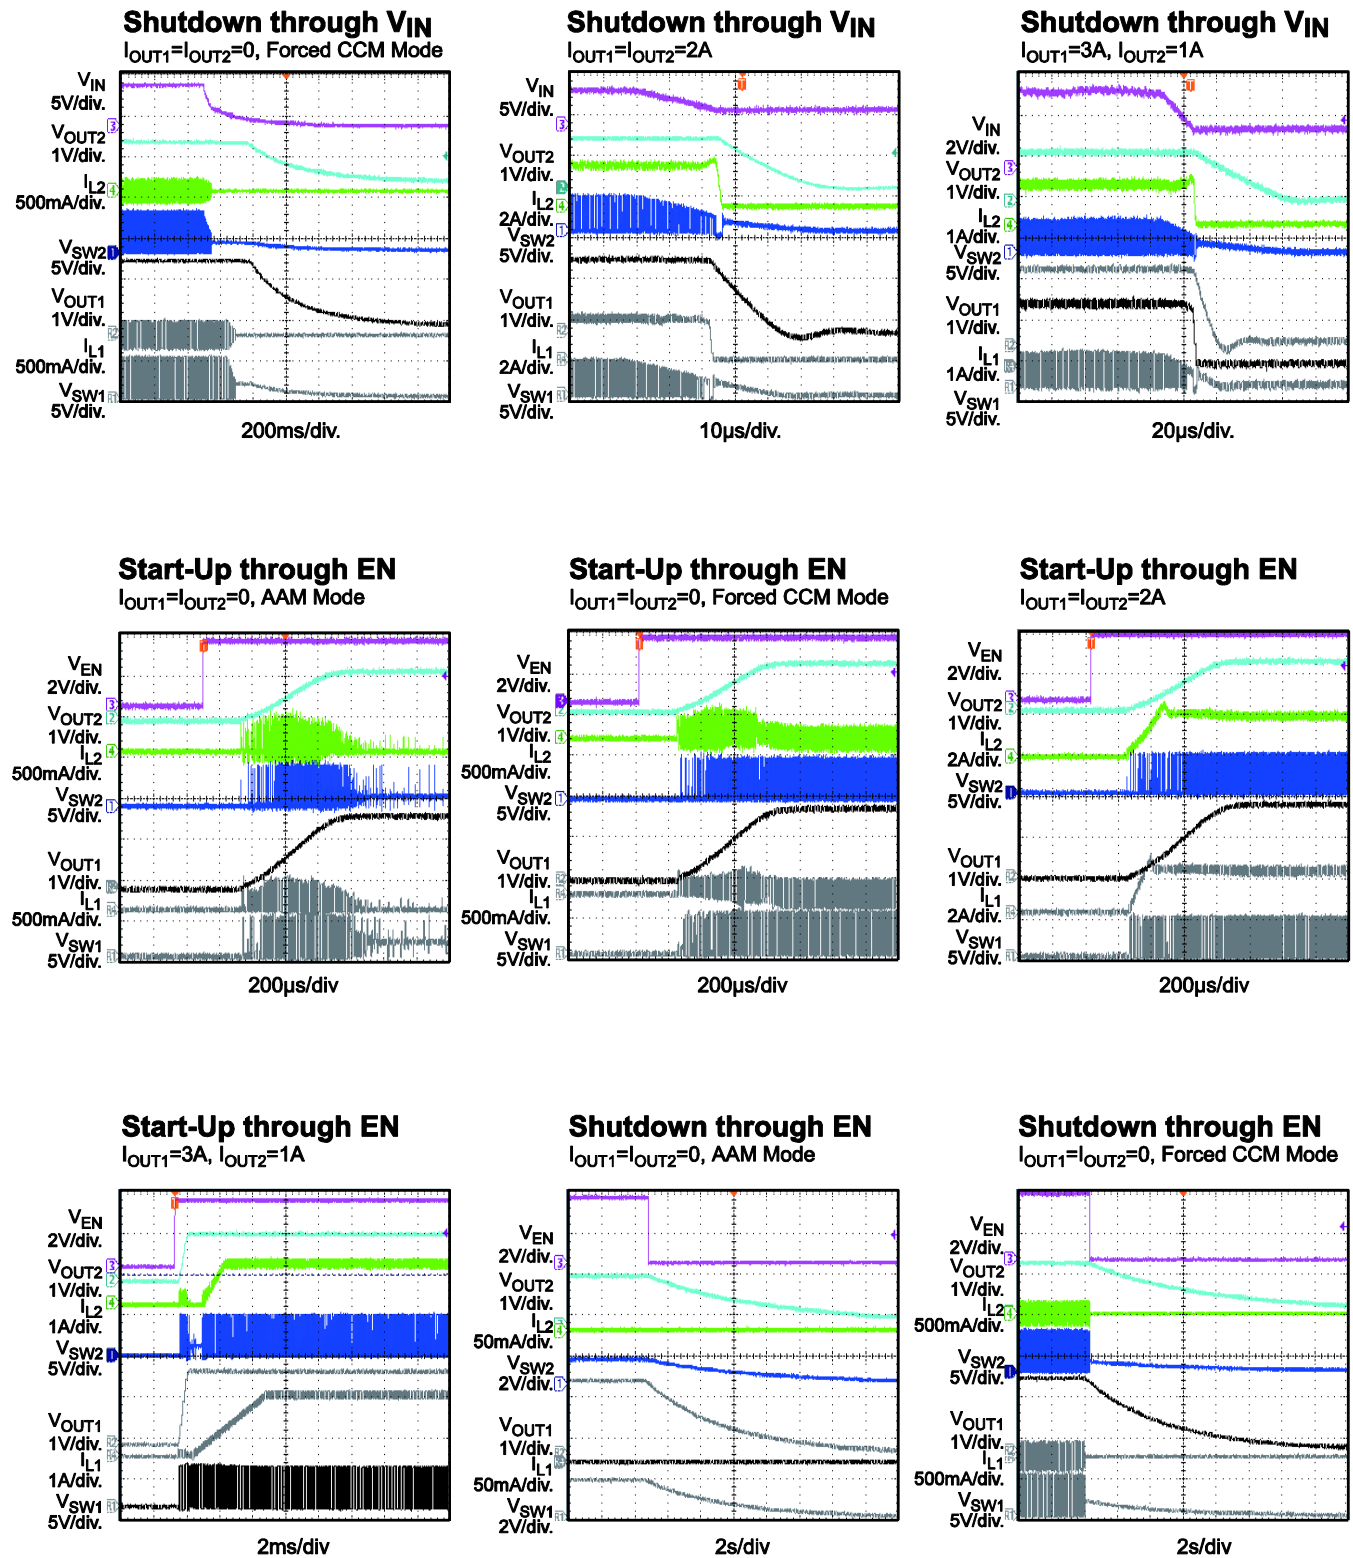 Shutdown through VIN
IOUT1=IOUT2=0, Forced CCM Mode
VIN
5V/div.
VOUT2
1V/div.
IL2
500mA/div.
VSW2
5V/div.
VOUT1
1V/div.
IL1
500mA/div.
VSW1
5V/div.
200ms/div.
Shutdown through VIN
IOUT1=IOUT2=2A
VIN
5V/div.
VOUT2
1V/div.
IL2
2A/div.
VSW2
5V/div.
VOUT1
1V/div.
IL1
2A/div.
VSW1
5V/div.
10µs/div.
Shutdown through VIN
IOUT1=3A, IOUT2=1A
VIN
2V/div.
VOUT2
1V/div.
IL2
1A/div.
VSW2
5V/div.
VOUT1
1V/div.
IL1
1A/div.
VSW1
5V/div.
20µs/div.
Start-Up through EN
IOUT1=IOUT2=0, AAM Mode
VEN
2V/div.
VOUT2
1V/div.
IL2
500mA/div.
VSW2
5V/div.
VOUT1
1V/div.
IL1
500mA/div.
VSW1
5V/div.
200µs/div
Start-Up through EN
IOUT1=IOUT2=0, Forced CCM Mode
VEN
2V/div.
VOUT2
1V/div.
IL2
500mA/div.
VSW2
5V/div.
VOUT1
1V/div.
IL1
500mA/div.
VSW1
5V/div.
200µs/div
Start-Up through EN
IOUT1=IOUT2=2A
VEN
2V/div.
VOUT2
1V/div.
IL2
2A/div.
VSW2
5V/div.
VOUT1
1V/div.
IL1
2A/div.
VSW1
5V/div.
200µs/div
Start-Up through EN
IOUT1=3A, IOUT2=1A
VEN
2V/div.
VOUT2
1V/div.
IL2
1A/div.
VSW2
5V/div.
VOUT1
1V/div.
IL1
1A/div.
VSW1
5V/div.
2ms/div
Shutdown through EN
IOUT1=IOUT2=0, AAM Mode
VEN
2V/div.
VOUT2
1V/div.
IL2
50mA/div.
VSW2
2V/div.
VOUT1
1V/div.
IL1
50mA/div.
VSW1
2V/div.
2s/div
Shutdown through EN
IOUT1=IOUT2=0, Forced CCM Mode
VEN
2V/div.
VOUT2
1V/div.
IL2
500mA/div.
VSW2
5V/div.
VOUT1
1V/div.
IL1
500mA/div.
VSW1
5V/div.
2s/div